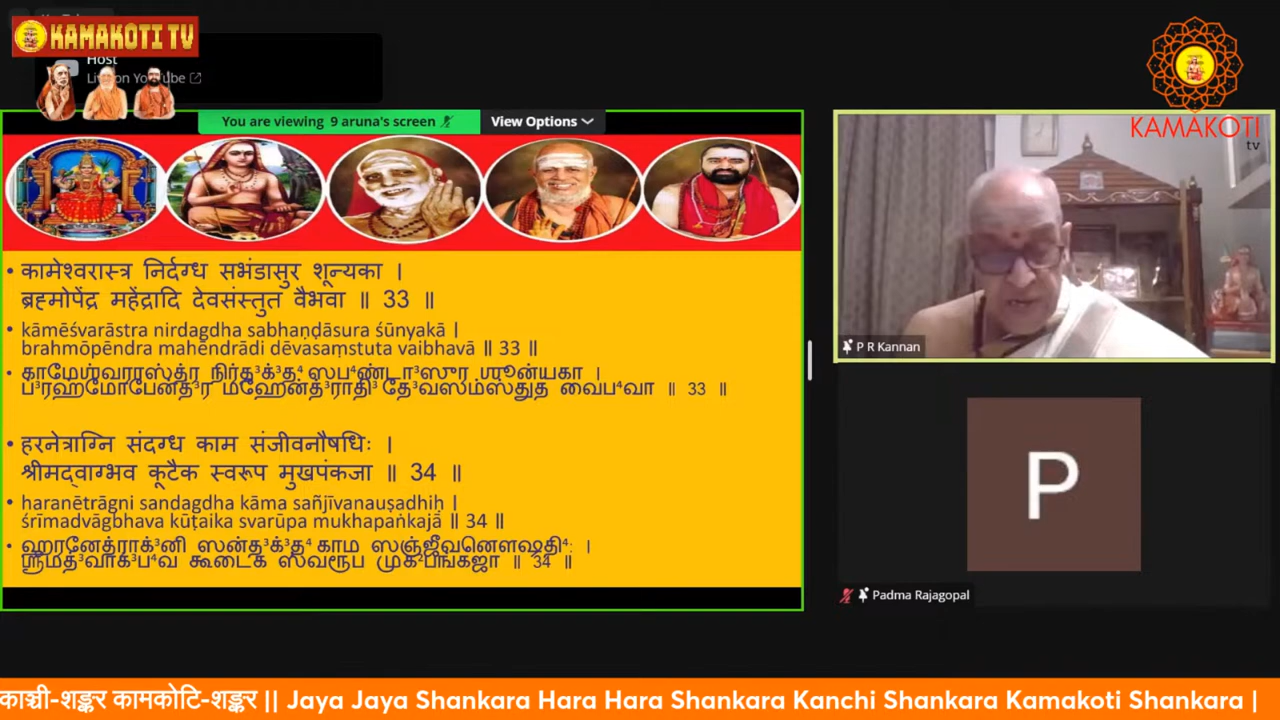 KAMAKOTI TV
Host
Live on YouTube
KAMAKOTI
tv
You are viewing 9 aruna's screen
View Options
• कामेश्वरास्त्र निर्दग्ध सभंडासुर शून्यका ।
ब्रह्मोपेंद्र महेंद्रादि देवसंस्तुत वैभवा ॥ 33 ॥
• kāmēśvarāstra nirdagdha sabhaṇḍāsura śūnyakā |
brahmōpēndra mahēndrādi dēvasaṃstuta vaibhavā ॥ 33 ॥
• காமேஶ்வராஸ்த்ர நிர்த³க்³த⁴ ஸப⁴ண்டா³ஸுர ஶூன்யகா ।
ப்³ரஹ்மோபேன்த்³ர மஹேன்த்³ராதி³ தே³வஸம்ஸ்துத வைப⁴வா ॥ 33 ॥
• हरनेत्राग्नि संदग्ध काम संजीवनौषधिः ।
श्रीमद्वाग्भव कूटैक स्वरूप मुखपंकजा ॥ 34 ॥
• haranētrāgni sandagdha kāma sañjīvanauṣadhiḥ |
śrīmadvāgbhava kūṭaika svarūpa mukhapaṅkajā ॥ 34 ॥
• ஹரனேத்ராக்³னி ஸன்த³க்³த⁴ காம ஸஞ்ஜீவனௌஷதி⁴: ।
ஶ்ரீமத்³வாக்³ப⁴வ கூடைக ஸ்வரூப முக²பங்கஜா ॥ 34 ॥
P R Kannan
P
Padma Rajagopal
काञ्ची-शङ्कर कामकोटि-शङ्कर || Jaya Jaya Shankara Hara Hara Shankara Kanchi Shankara Kamakoti Shankara |